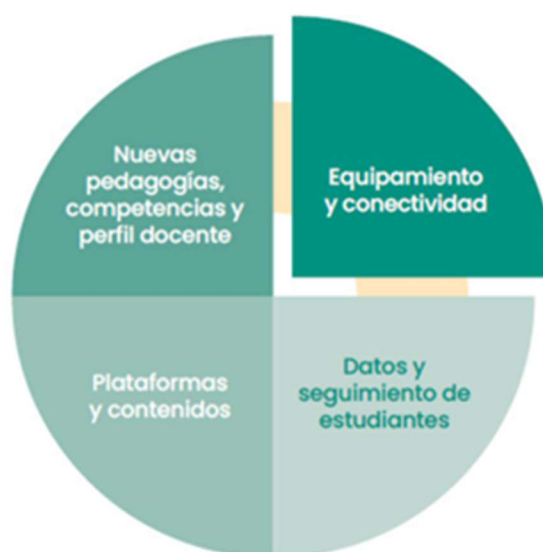 Nuevas
pedagogías,
competencias y
perfil docente
Equipamiento
y conectividad
Plataformas
y contenidos
Datos y
seguimiento de
estudiantes